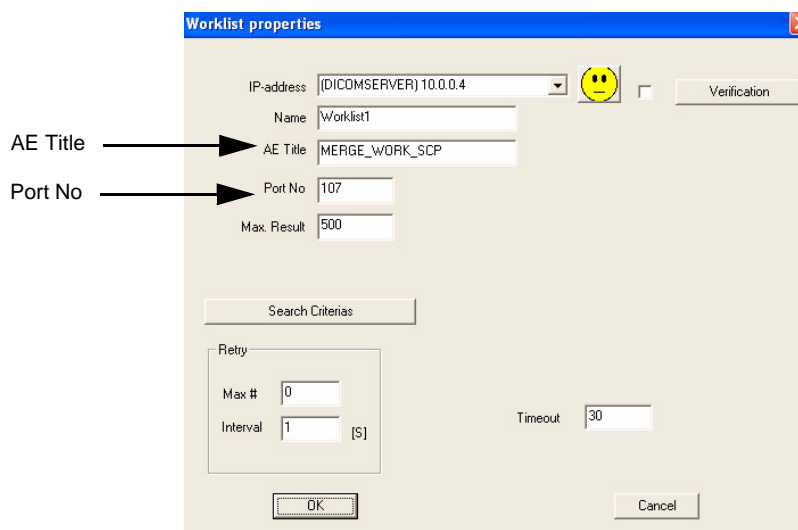 Worklist properties
IP-address (DICOMSERVER) 10.0.0.4
Verification
Name Worklist1
AE Title
AE Title MERGE_WORK_SCP
Port No
Port No 107
Max. Result 500
Search Criterias
Retry
Max # 0
Interval 1 [S]
Timeout 30
OK
Cancel